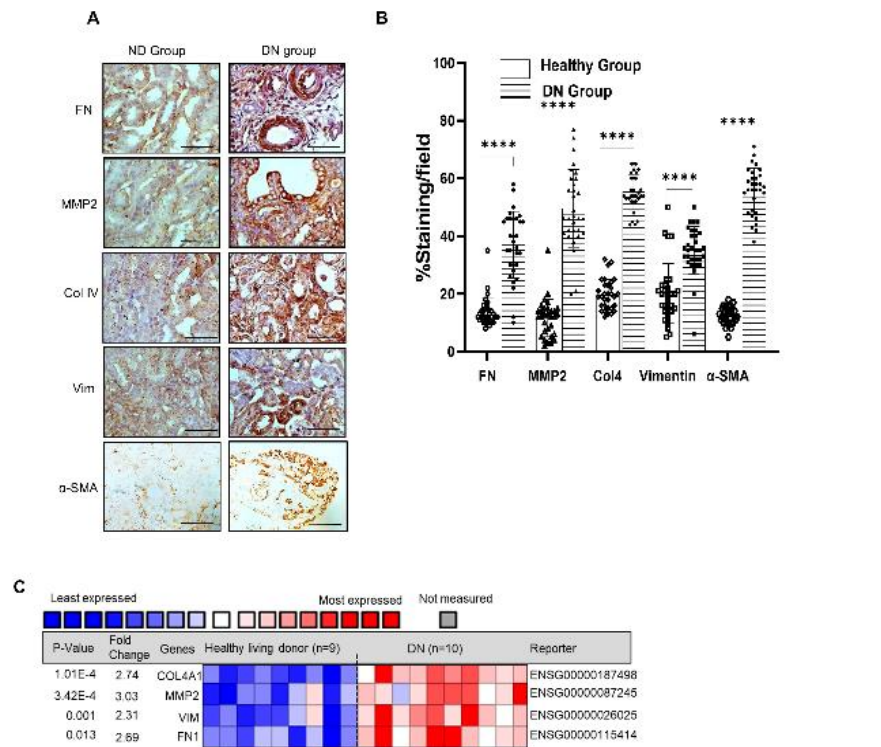 A
ND Group
DN group
FN
MMP2
Col IV
Vim
α-SMA
B
Healthy Group
DN Group
%Staining/field
100
80
60
40
20
0
****
****
****
****
****
FN
MMP2
Col4
Vimentin
α-SMA
C
Least expressed
Most expressed
Not measured
P-Value
Fold Change
Genes
Healthy living donor (n=9)
DN (n=10)
Reporter
1.01E-4 2.74 COL4A1 ENSG00000187498
3.42E-4 3.03 MMP2 ENSG00000087245
0.001 2.31 VIM ENSG00000026025
0.013 2.69 FN1 ENSG00000115414